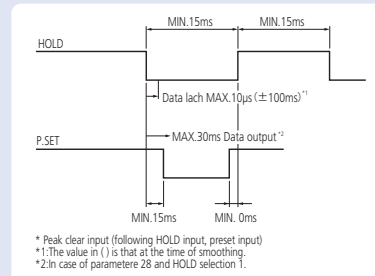 MIN.15ms MIN.15ms
HOLD
Data lach MAX.10μs(±100ms)*1
P.SET
MAX.30ms Data output*2
MIN.15ms MIN. 0ms
* Peak clear input (following HOLD input, preset input)
*1:The value in ( ) is that at the time of smoothing.
*2:In case of parametere 28 and HOLD selection 1.